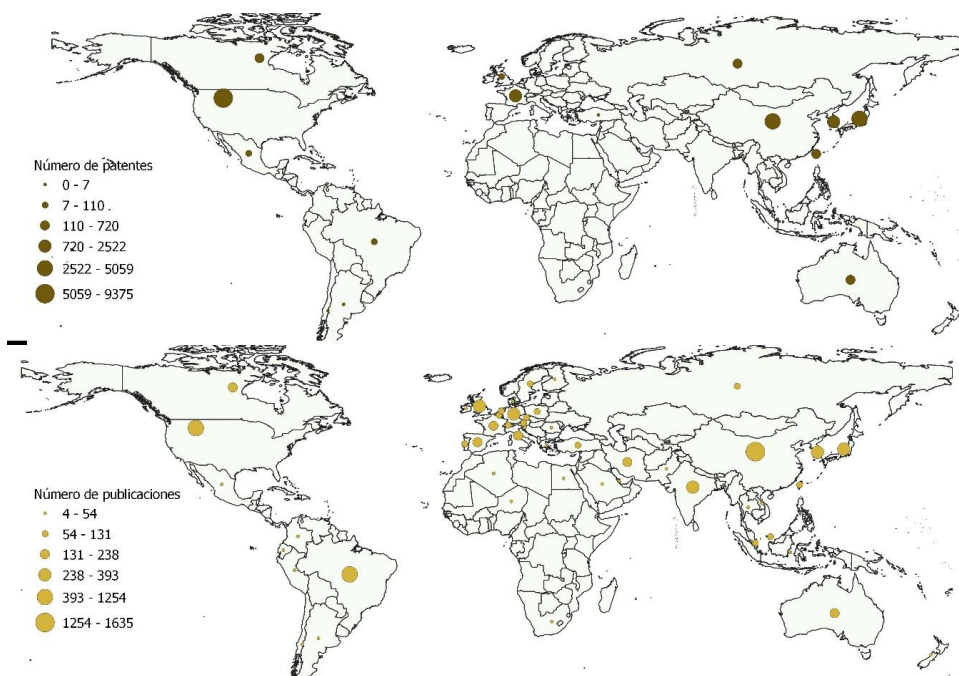 Número de patentes
0 - 7
7 - 110 .
110 - 720
720 - 2522
2522 - 5059
5059 - 9375
Número de publicaciones
4 - 54
54 - 131
131 - 238
238 - 393
393 - 1254
1254 - 1635